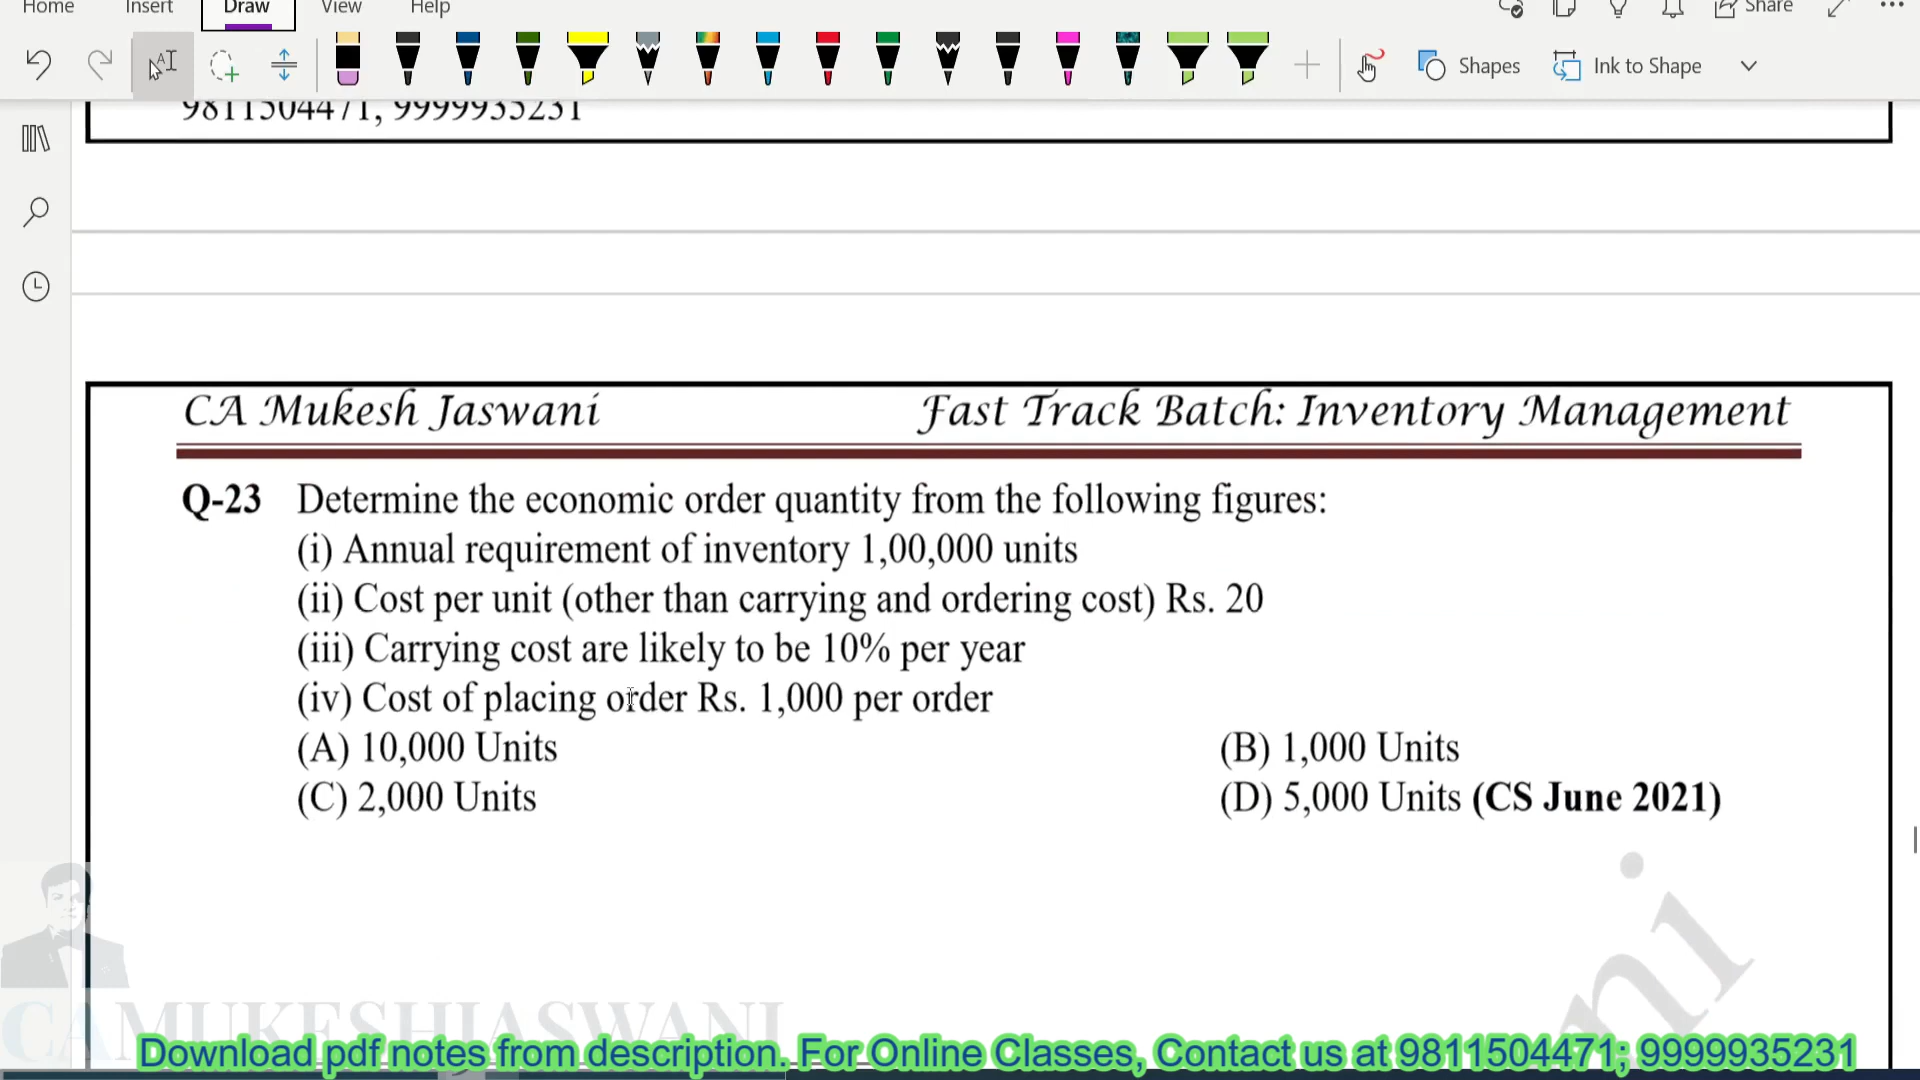 Home Insert Draw View Help Share
Shapes Ink to Shape
9811504471, 9999935231
CA Mukesh Jaswani Fast Track Batch: Inventory Management
Q-23 Determine the economic order quantity from the following figures:
(i) Annual requirement of inventory 1,00,000 units
(ii) Cost per unit (other than carrying and ordering cost) Rs. 20
(iii) Carrying cost are likely to be 10% per year
(iv) Cost of placing order Rs. 1,000 per order
(A) 10,000 Units (B) 1,000 Units
(C) 2,000 Units (D) 5,000 Units (CS June 2021)
ni
CAMUKESHJASWANI
Download pdf notes from description. For Online Classes, Contact us at 9811504471; 9999935231